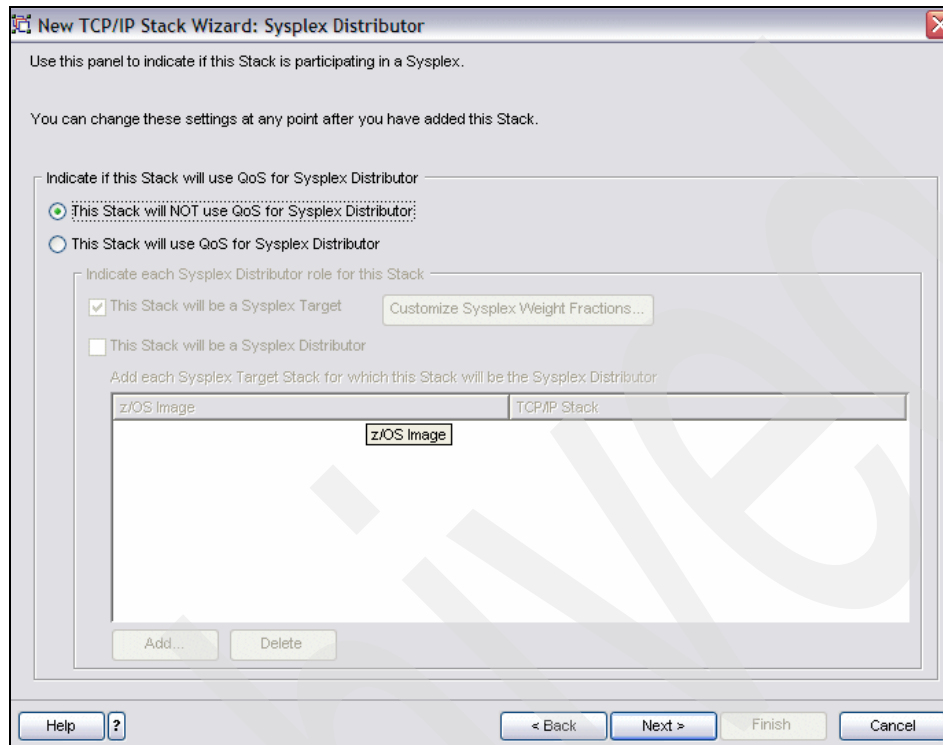 New TCP/IP Stack Wizard: Sysplex Distributor
Use this panel to indicate if this Stack is participating in a Sysplex.
You can change these settings at any point after you have added this Stack.
Indicate if this Stack will use QoS for Sysplex Distributor
This Stack will NOT use QoS for Sysplex Distributor
This Stack will use QoS for Sysplex Distributor
Indicate each Sysplex Distributor role for this Stack
This Stack will be a Sysplex Target
Customize Sysplex Weight Fractions...
This Stack will be a Sysplex Distributor
Add each Sysplex Target Stack for which this Stack will be the Sysplex Distributor
z/OS Image
TCP/IP Stack
z/OS Image
Add...
Delete
Help
?
< Back
Next >
Finish
Cancel